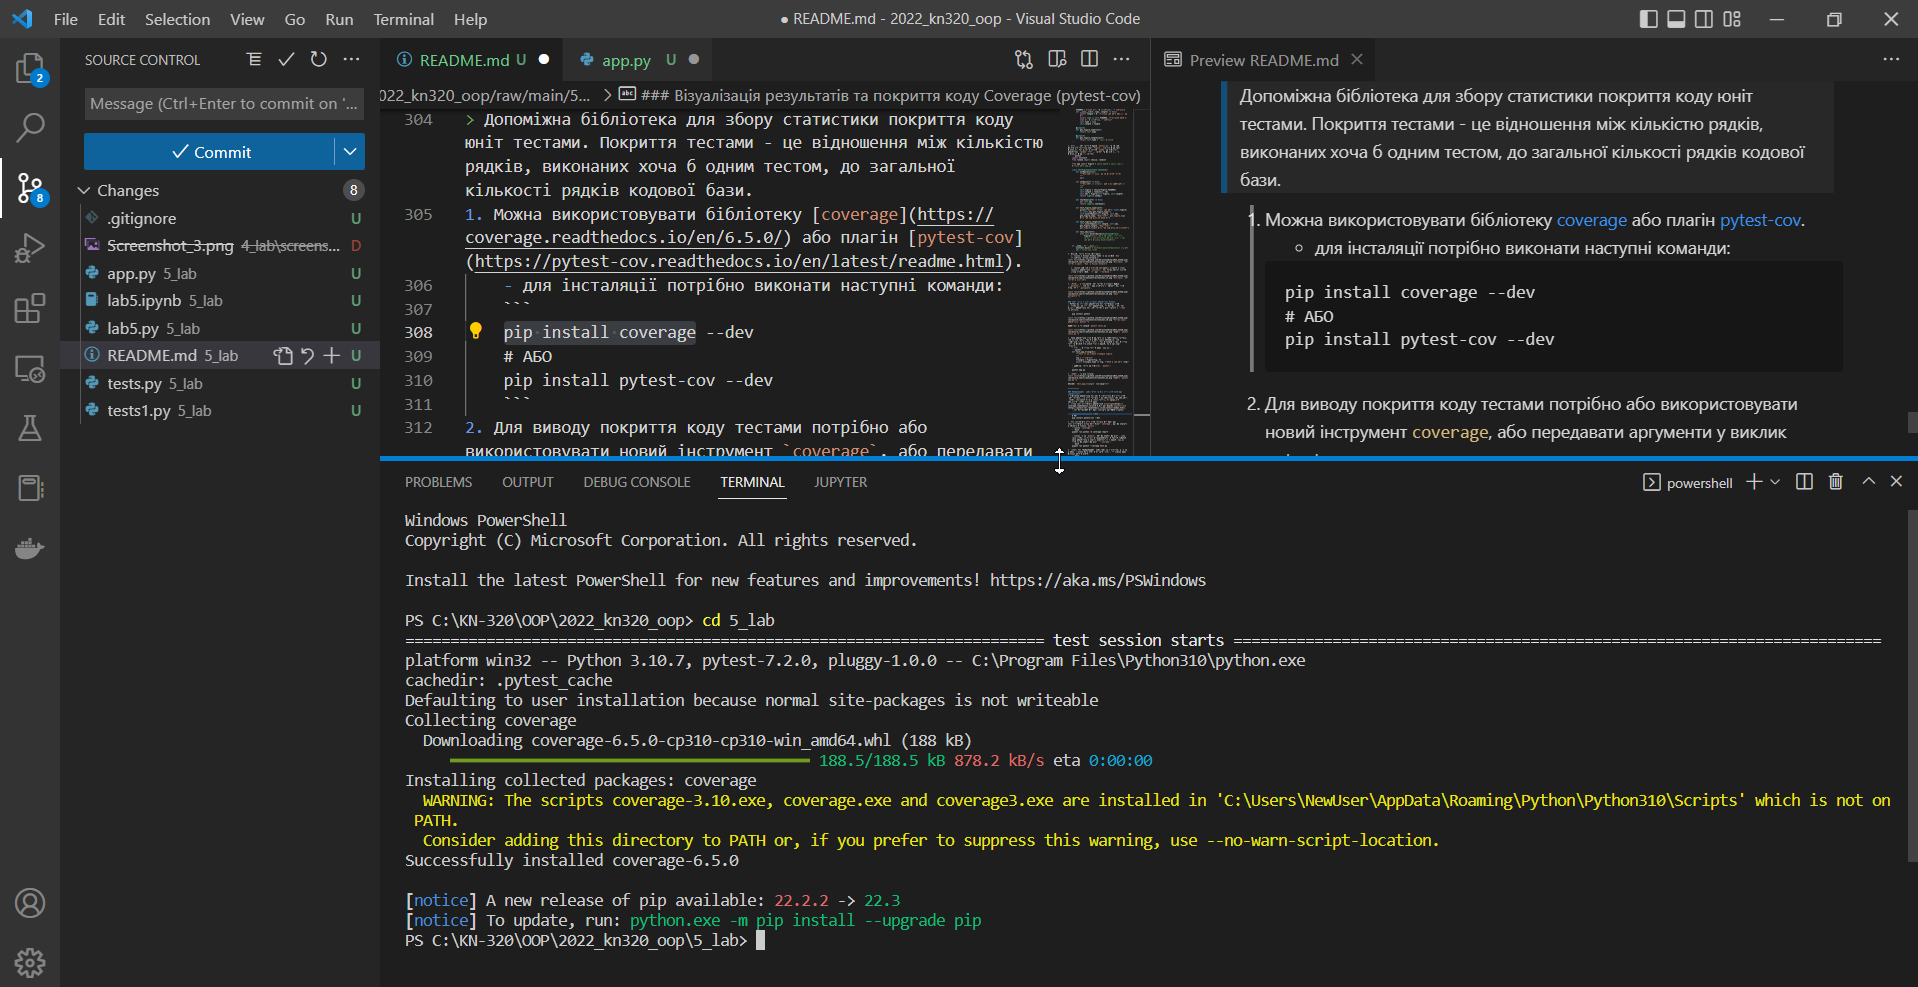 File Edit Selection View Go Run Terminal Help
● README.md - 2022_kn320_oop - Visual Studio Code
SOURCE CONTROL
Message (Ctrl+Enter to commit on '...
Commit
Changes 8
.gitignore U
Screenshot_3.png 4_lab\screens... D
app.py 5_lab U
lab5.ipynb 5_lab U
lab5.py 5_lab U
README.md 5_lab U
tests.py 5_lab U
tests1.py 5_lab U
2
8
README.md U
app.py U
022_kn320_oop/raw/main/5... > ### Візуалізація результатів та покриття коду Coverage (pytest-cov)
304 > Допоміжна бібліотека для збору статистики покриття коду
юніт тестами. Покриття тестами - це відношення між кількістю
рядків, виконаних хоча б одним тестом, до загальної
кількості рядків кодової бази.
305 1. Можна використовувати бібліотеку [coverage](https://
coverage.readthedocs.io/en/6.5.0/) або плагін [pytest-cov]
(https://pytest-cov.readthedocs.io/en/latest/readme.html).
306 - для інсталяції потрібно виконати наступні команди:
307 ```
308 pip install coverage --dev
309 # АБО
310 pip install pytest-cov --dev
311 ```
312 2. Для виводу покриття коду тестами потрібно або
використовувати новий інструмент `coverage`, або передавати
Preview README.md
Допоміжна бібліотека для збору статистики покриття коду юніт
тестами. Покриття тестами - це відношення між кількістю рядків,
виконаних хоча б одним тестом, до загальної кількості рядків кодової
бази.
1. Можна використовувати бібліотеку coverage або плагін pytest-cov.
◦ для інсталяції потрібно виконати наступні команди:
pip install coverage --dev
# АБО
pip install pytest-cov --dev
2. Для виводу покриття коду тестами потрібно або використовувати
новий інструмент coverage, або передавати аргументи у виклик
PROBLEMS OUTPUT DEBUG CONSOLE TERMINAL JUPYTER
powershell
Windows PowerShell
Copyright (C) Microsoft Corporation. All rights reserved.
Install the latest PowerShell for new features and improvements! https://aka.ms/PSWindows
PS C:\KN-320\OOP\2022_kn320_oop> cd 5_lab
======================================================================= test session starts ========================================================================
platform win32 -- Python 3.10.7, pytest-7.2.0, pluggy-1.0.0 -- C:\Program Files\Python310\python.exe
cachedir: .pytest_cache
Defaulting to user installation because normal site-packages is not writeable
Collecting coverage
Downloading coverage-6.5.0-cp310-cp310-win_amd64.whl (188 kB)
188.5/188.5 kB 878.2 kB/s eta 0:00:00
Installing collected packages: coverage
WARNING: The scripts coverage-3.10.exe, coverage.exe and coverage3.exe are installed in 'C:\Users\NewUser\AppData\Roaming\Python\Python310\Scripts' which is not on
PATH.
Consider adding this directory to PATH or, if you prefer to suppress this warning, use --no-warn-script-location.
Successfully installed coverage-6.5.0
[notice] A new release of pip available: 22.2.2 -> 22.3
[notice] To update, run: python.exe -m pip install --upgrade pip
PS C:\KN-320\OOP\2022_kn320_oop\5_lab>